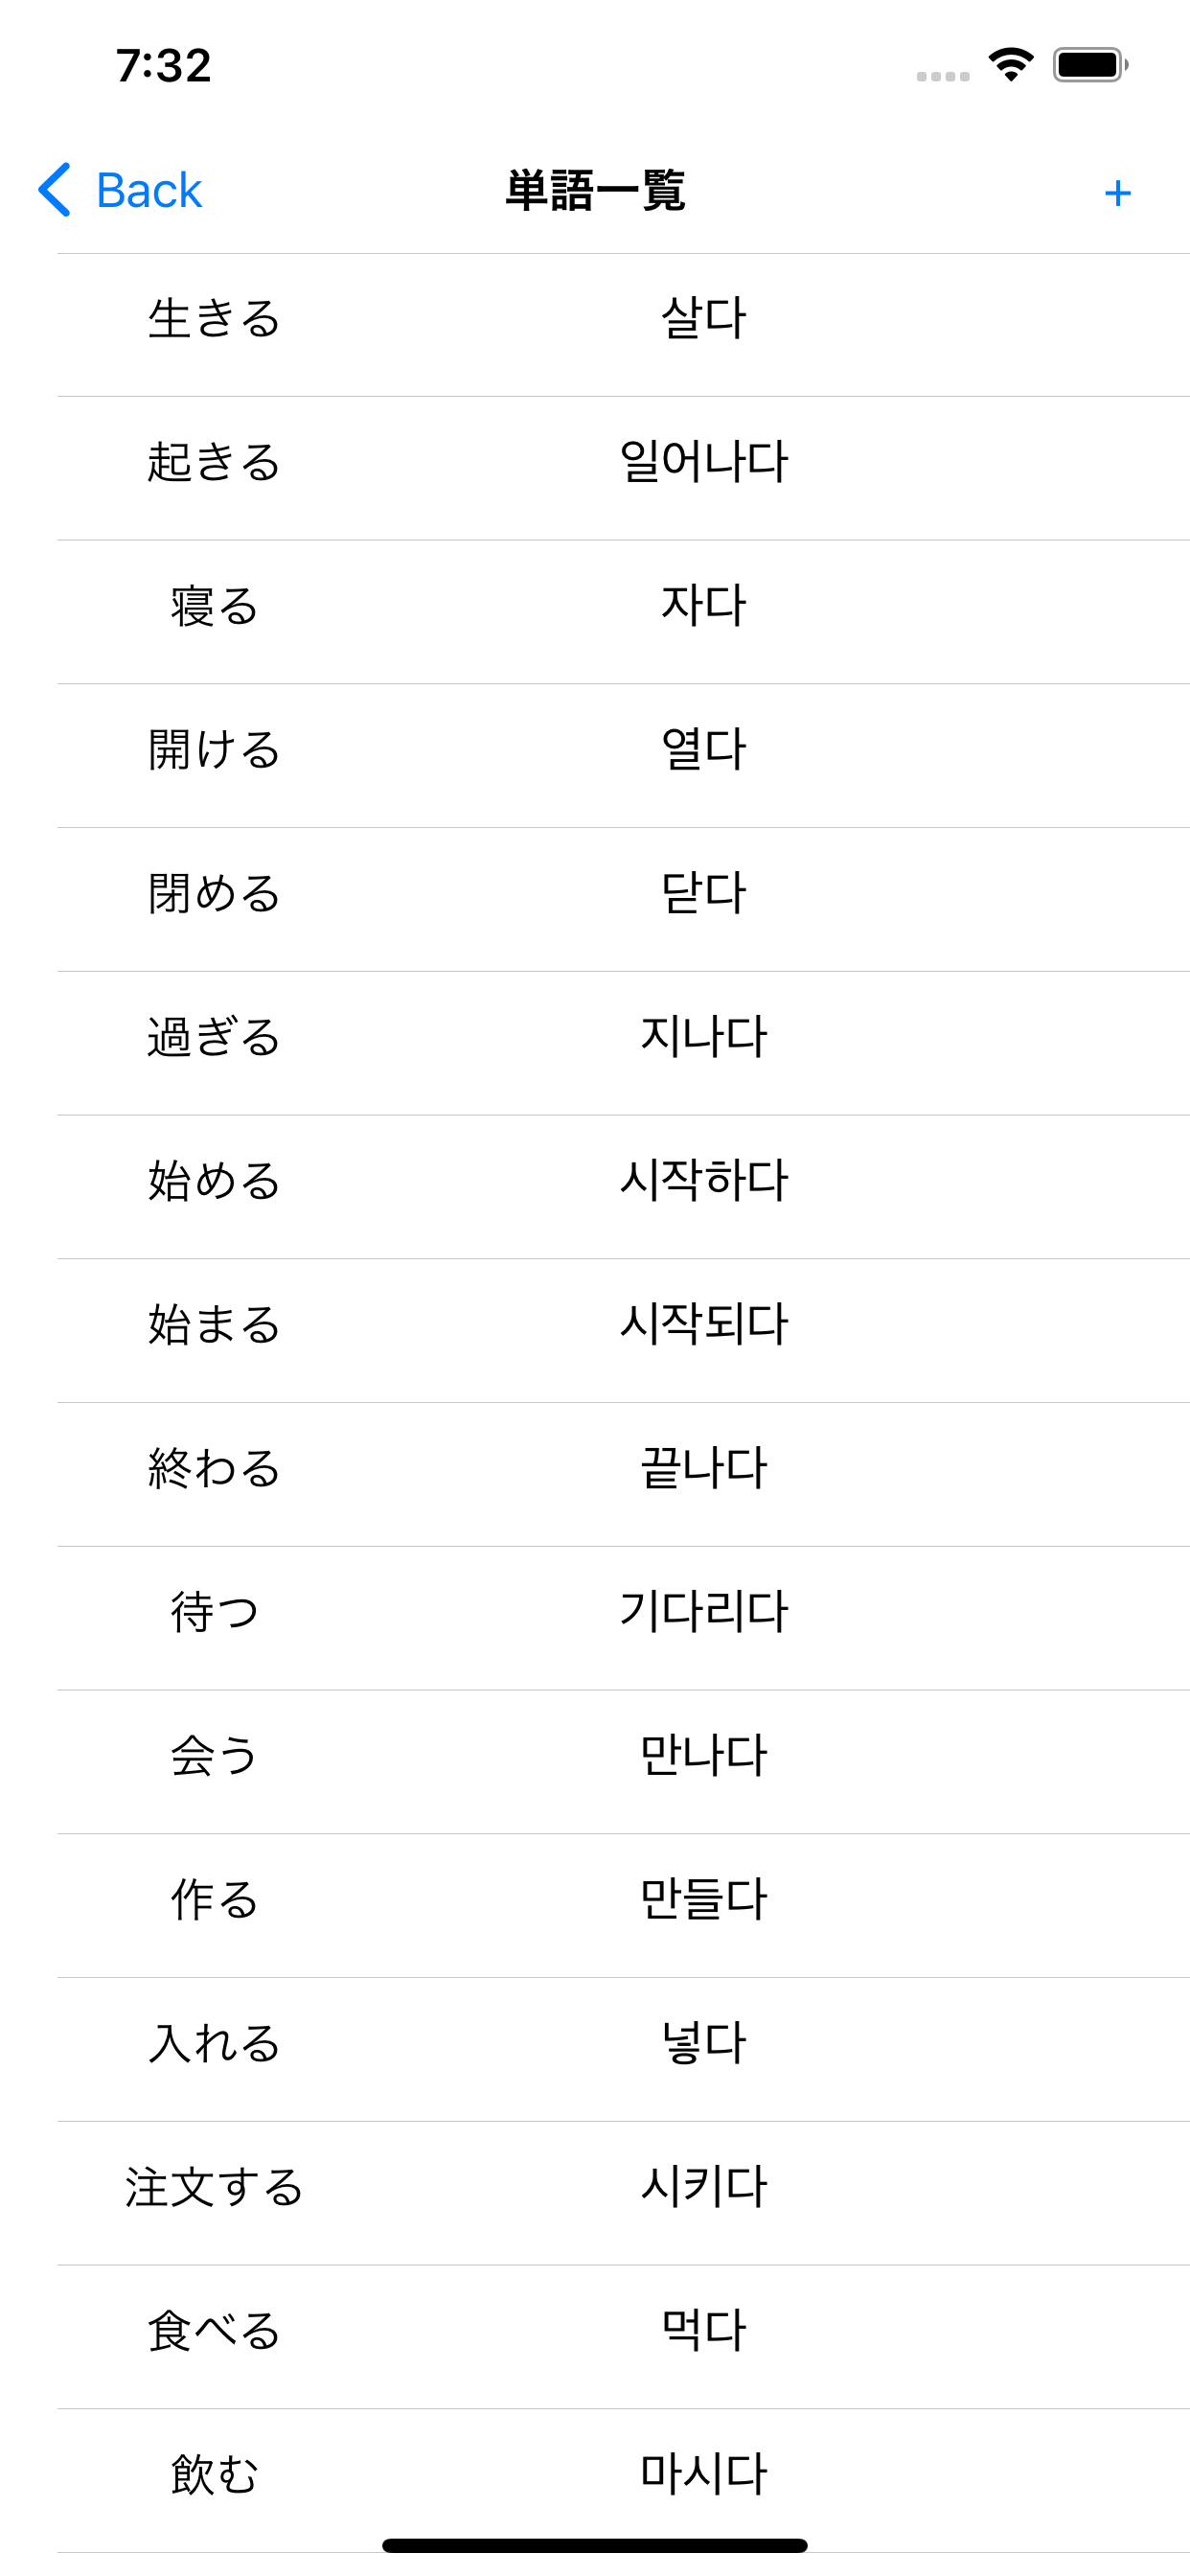 7:32
Back 単語一覧 +
生きる 살다
起きる 일어나다
寝る 자다
開ける 열다
閉める 닫다
過ぎる 지나다
始める 시작하다
始まる 시작되다
終わる 끝나다
待つ 기다리다
会う 만나다
作る 만들다
入れる 넣다
注文する 시키다
食べる 먹다
飲む 마시다